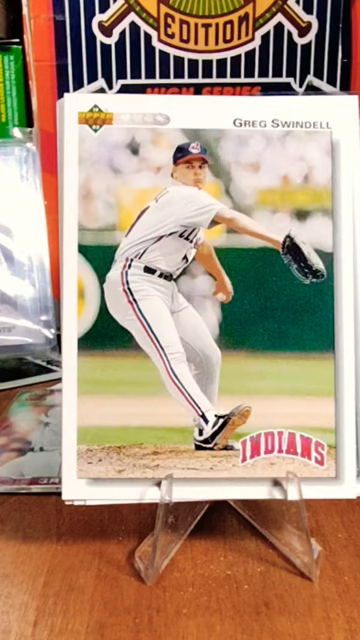 EDITION
HIGH SERIES
UPPER DECK
GREG SWINDELL
INDIANS